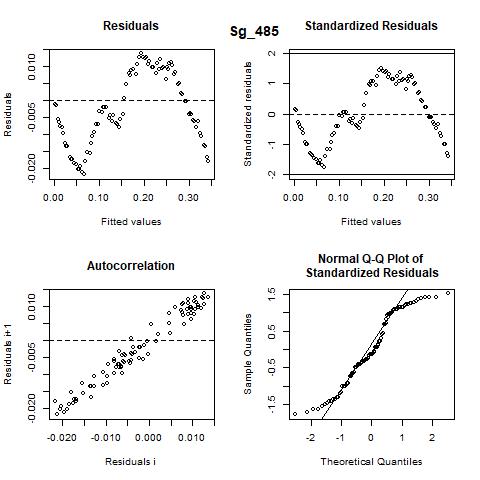 Sg_485
Residuals
Residuals
0.010
-0.005
-0.020
0.00 0.10 0.20 0.30
Fitted values
Standardized Residuals
Standardized residuals
2
1
0
-1
-2
0.00 0.10 0.20 0.30
Fitted values
Autocorrelation
Residuals i+1
0.010
-0.005
-0.020
-0.020 -0.010 0.000 0.010
Residuals i
Normal Q-Q Plot of
Standardized Residuals
Sample Quantiles
1.5
0.5
-0.5
-1.5
-2 -1 0 1 2
Theoretical Quantiles